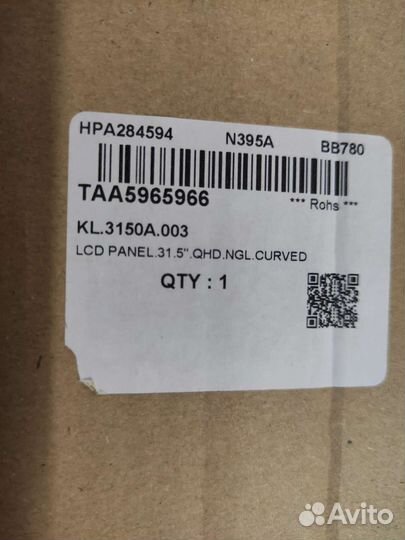 HPA284594 N395A BB780
TAA5965966 *** Rohs ***
KL.3150A.003
LCD PANEL.31.5".QHD.NGL.CURVED
QTY : 1
Avito